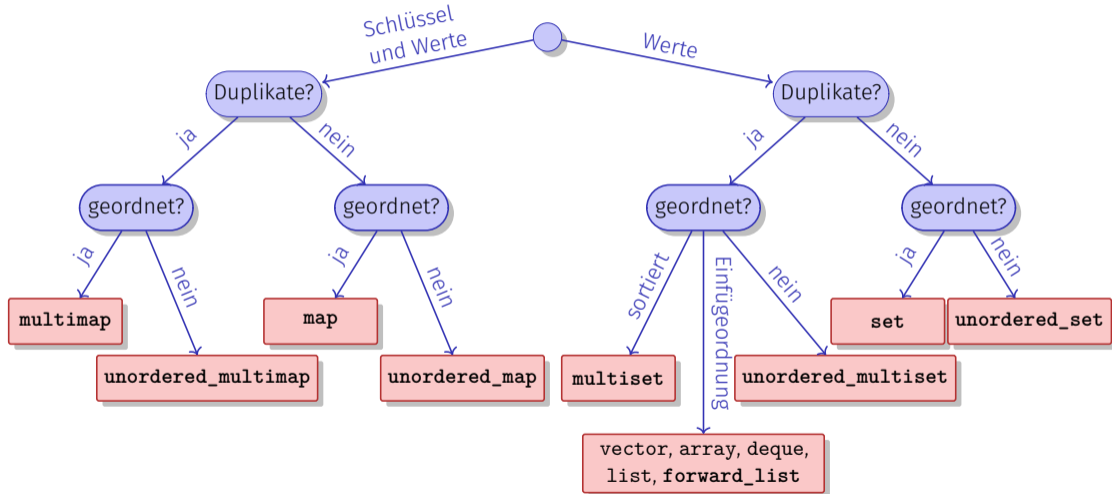 Schlüssel
und Werte
Werte
Duplikate?
Duplikate?
ja
nein
ja
nein
geordnet?
geordnet?
geordnet?
geordnet?
ja
nein
ja
nein
sortiert
Einfügeordnung
nein
ja
nein
multimap
map
set
unordered_set
unordered_multimap
unordered_map
multiset
unordered_multiset
vector, array, deque,
list, forward_list